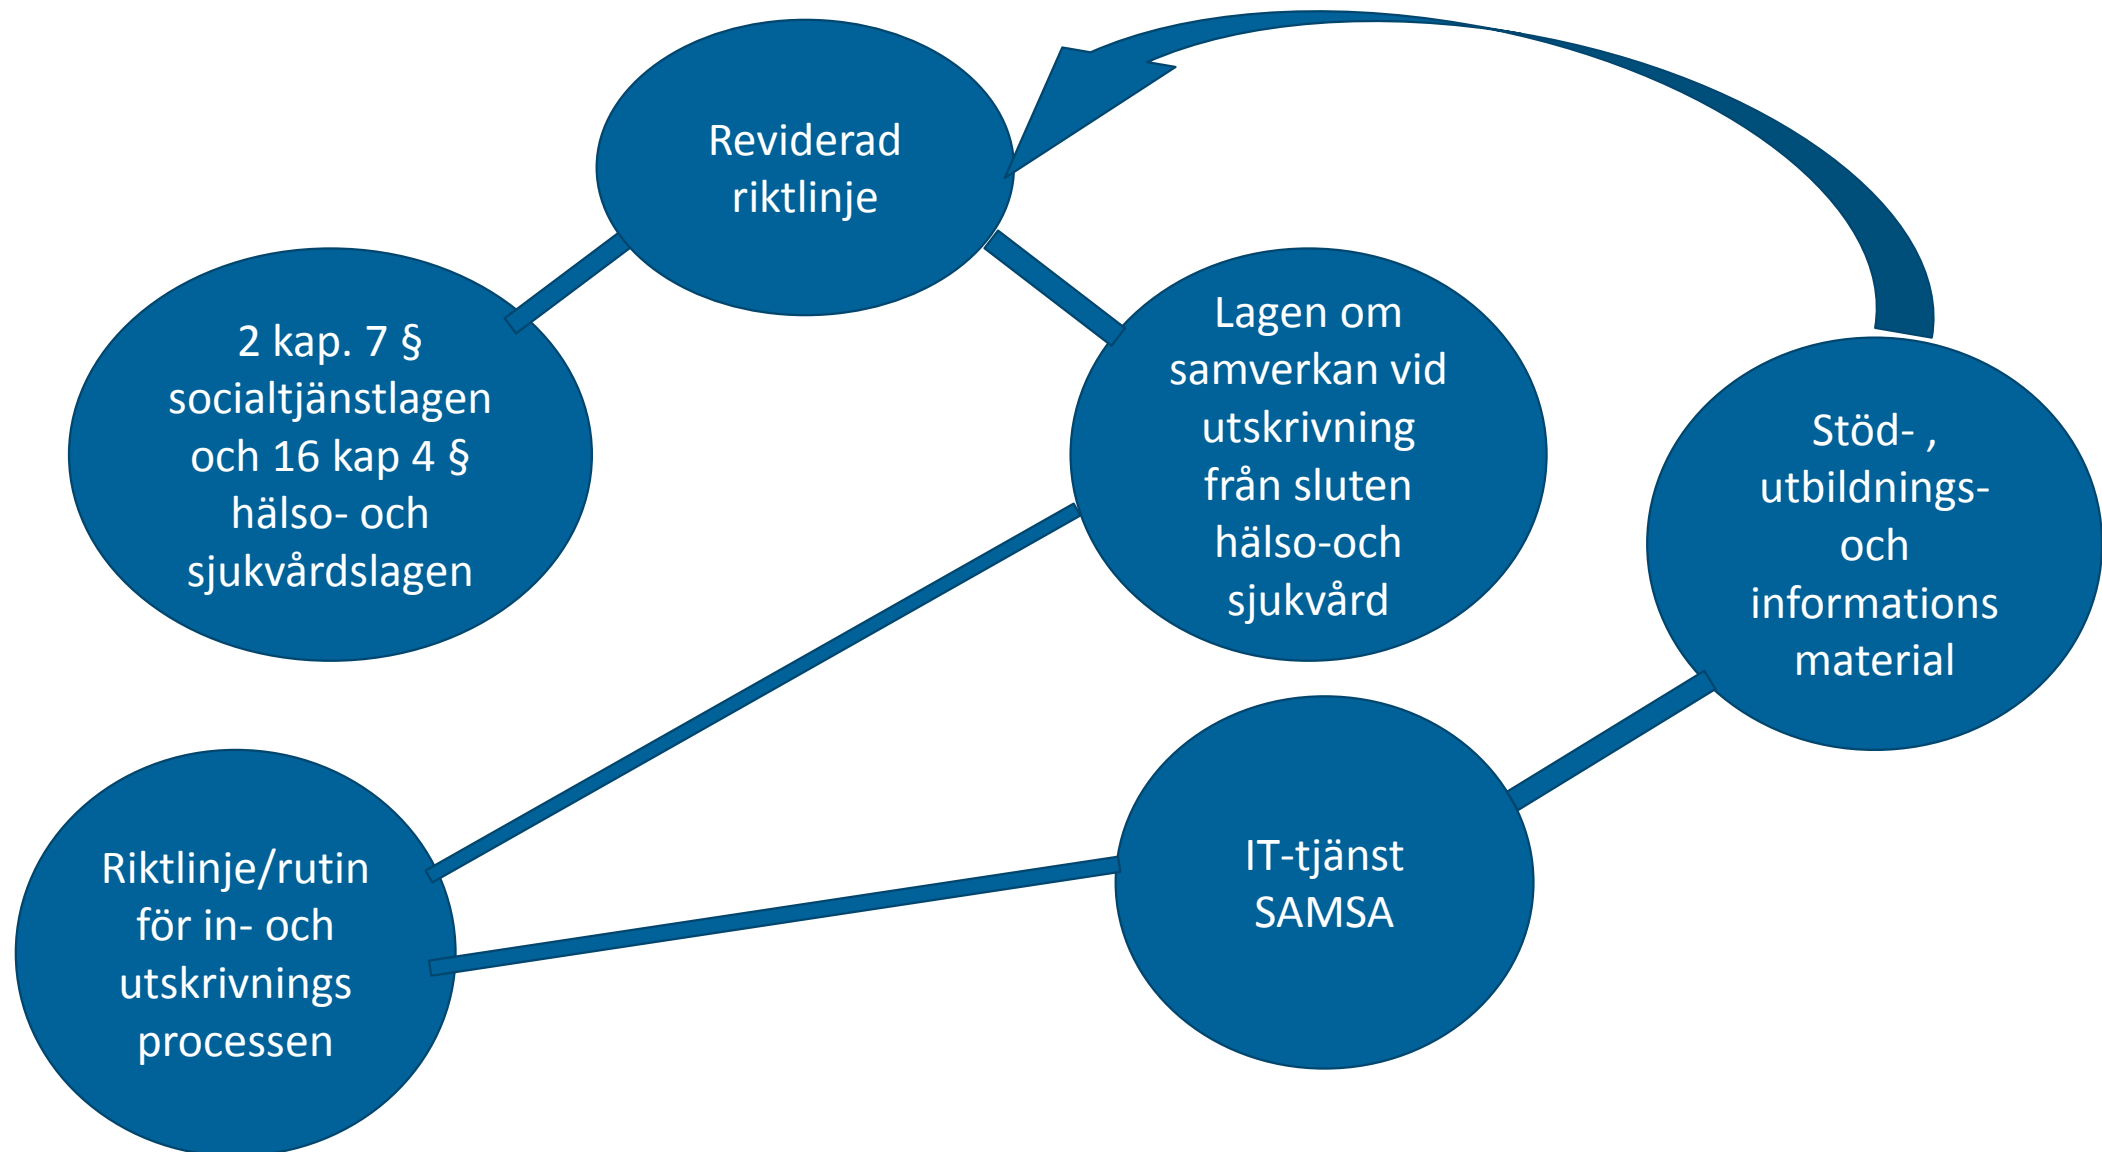 Reviderad
riktlinje
2 kap. 7 §
socialtjänstlagen
och 16 kap 4 §
hälso- och
sjukvårdslagen
Lagen om
samverkan vid
utskrivning
från sluten
hälso-och
sjukvård
Stöd- ,
utbildnings-
och
informations
material
Riktlinje/rutin
för in- och
utskrivnings
processen
IT-tjänst
SAMSA